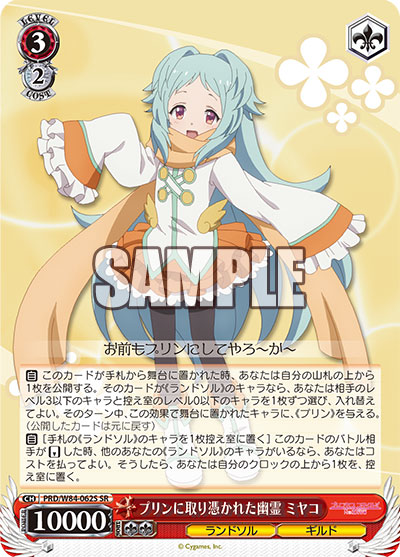 LEVEL
3
2
COST
SAMPLE
お前もプリンにしてやろ〜か〜
自 このカードが手札から舞台に置かれた時、あなたは自分の山札の上から
1枚を公開する。そのカードが《ランドソル》のキャラなら、あなたは相手のレ
ベル3以下のキャラと控え室のレベル0以下のキャラを1枚ずつ選び、入れ替え
てよい。そのターン中、この効果で舞台に置かれたキャラに、《プリン》を与える。
(公開したカードは元に戻す)
自 [手札の《ランドソル》のキャラを1枚控え室に置く] このカードのバトル相
手が した時、他のあなたの《ランドソル》のキャラがいるなら、あなたはコ
ストを払ってよい。そうしたら、あなたは自分のクロックの上から1枚を、控
え室に置く。
CH PRD/W84-062S SR
プリンに取り憑かれた幽霊 ミヤコ
10000
ランドソル
ギルド
© Cygames, Inc.